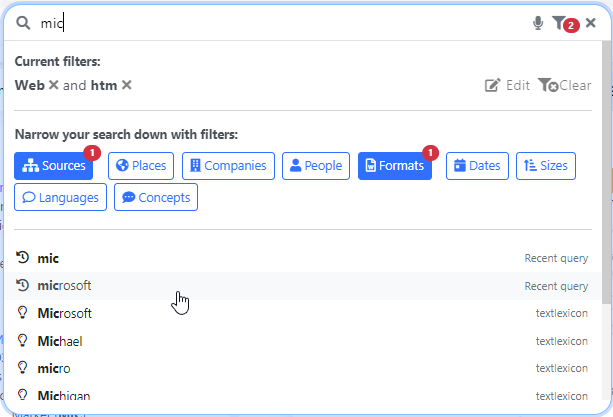 mic
2
Current filters:
Web and htm Edit Clear
Narrow your search down with filters:
Sources 1 Places Companies People Formats 1 Dates Sizes
Languages Concepts
mic Recent query
microsoft Recent query
Microsoft textlexicon
Michael textlexicon
micro textlexicon
Michigan textlexicon